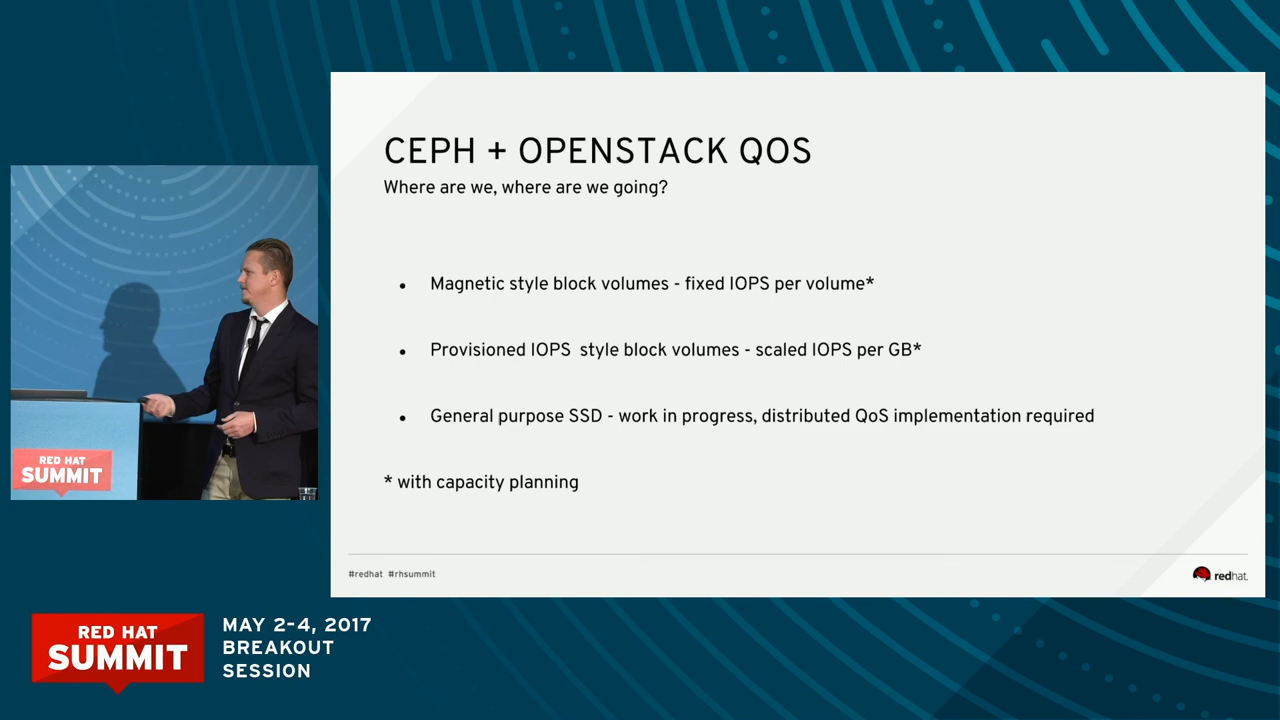 CEPH + OPENSTACK QOS
Where are we, where are we going?
• Magnetic style block volumes - fixed IOPS per volume*
• Provisioned IOPS style block volumes - scaled IOPS per GB*
• General purpose SSD - work in progress, distributed QoS implementation required
* with capacity planning
#redhat #rhsummit
redhat.
RED HAT
SUMMIT
RED HAT
SUMMIT
MAY 2-4, 2017
BREAKOUT
SESSION